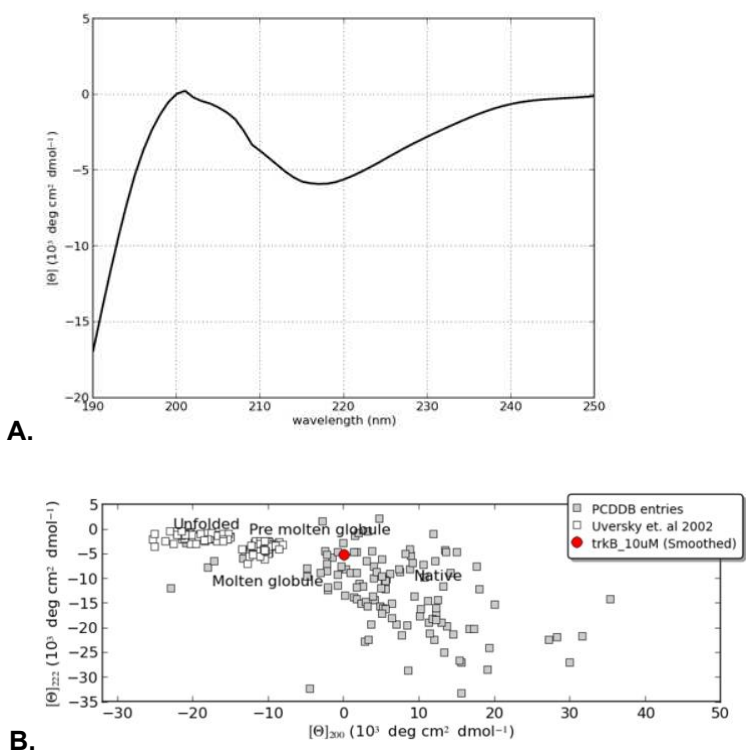 5
0
−5
−10
−15
−20
[Θ] (10³ deg cm² dmol⁻¹)
190 200 210 220 230 240 250
wavelength (nm)
A.
PCDDB entries
Uversky et. al 2002
trkB_10uM (Smoothed)
5
0
−5
−10
−15
−20
−25
−30
−35
[Θ]₂₂₂ (10³ deg cm² dmol⁻¹)
Unfolded
Pre molten globule
Molten globule
Native
−30 −20 −10 0 10 20 30 40 50
[Θ]₂₀₀ (10³ deg cm² dmol⁻¹)
B.